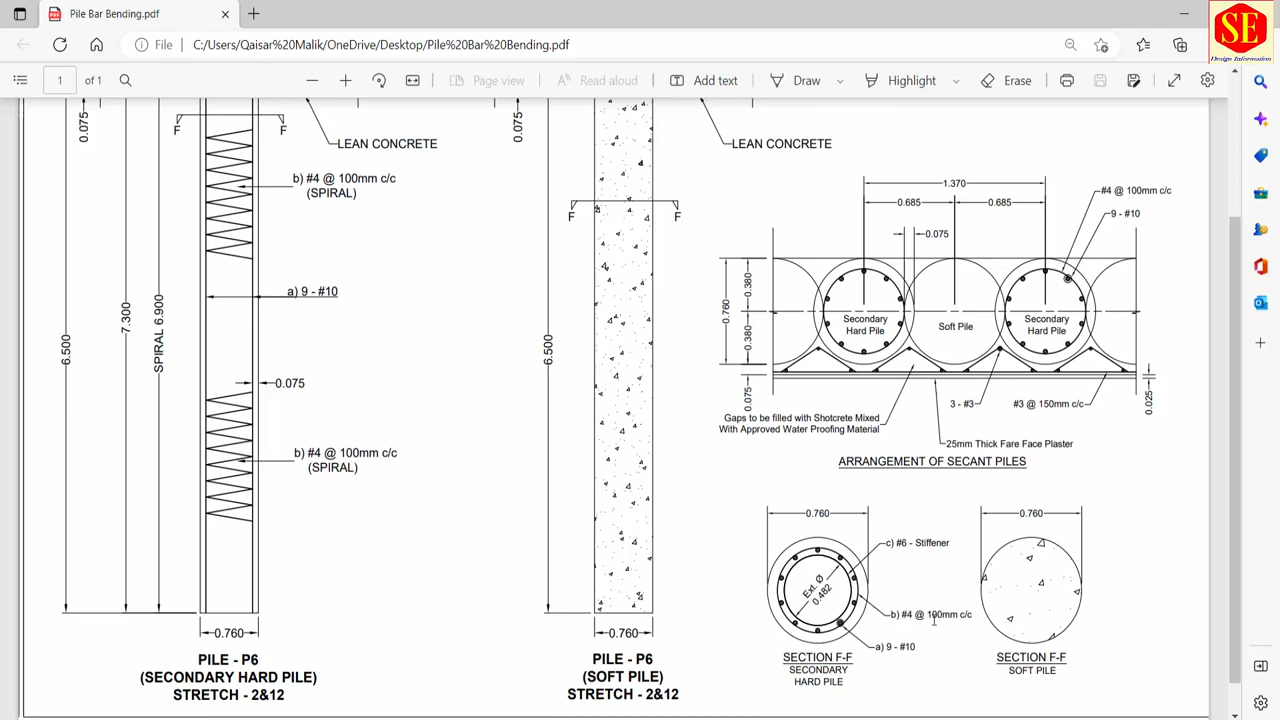 Pile Bar Bending.pdf
SE
Design Information
File
C:/Users/Qaisar%20Malik/OneDrive/Desktop/Pile%20Bar%20Bending.pdf
1
of 1
Page view
Read aloud
Add text
Draw
Highlight
Erase
0.075
F
F
LEAN CONCRETE
b) #4 @ 100mm c/c
(SPIRAL)
a) 9 - #10
6.500
7.300
SPIRAL 6.900
0.075
b) #4 @ 100mm c/c
(SPIRAL)
0.760
PILE - P6
(SECONDARY HARD PILE)
STRETCH - 2&12
0.075
LEAN CONCRETE
F
F
6.500
0.760
PILE - P6
(SOFT PILE)
STRETCH - 2&12
1.370
0.685
0.685
#4 @ 100mm c/c
9 - #10
0.075
0.760
0.380
0.380
Secondary
Hard Pile
Soft Pile
Secondary
Hard Pile
0.075
0.025
3 - #3
#3 @ 150mm c/c
Gaps to be filled with Shotcrete Mixed
With Approved Water Proofing Material
25mm Thick Fare Face Plaster
ARRANGEMENT OF SECANT PILES
0.760
c) #6 - Stiffener
Ext. Ø
0.482
b) #4 @ 100mm c/c
a) 9 - #10
SECTION F-F
SECONDARY
HARD PILE
0.760
SECTION F-F
SOFT PILE